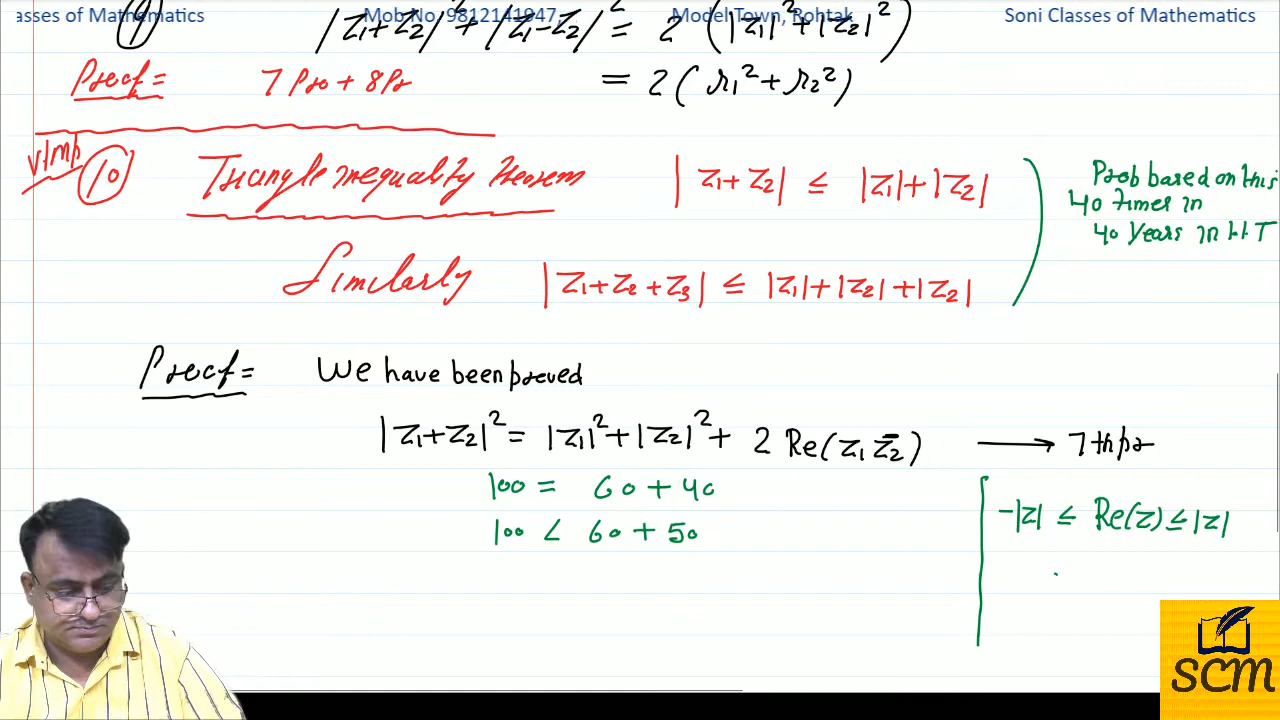 asses of Mathematics Mob No. 9812141947, Model Town, Rohtak Soni Classes of Mathematics
|z1+z2|² + |z1-z2|² = 2 (|z1|² + |z2|²)
Proof = 7 Pro + 8 Pr = 2(r1² + r2²)
V.Imp 10 Triangle inequality theorem |z1+z2| ≤ |z1|+|z2|
Prob based on this
40 times in
40 years in I.I.T
Similarly |z1+z2+z3| ≤ |z1|+|z2|+|z2|
Proof = We have been proved
|z1+z2|² = |z1|²+|z2|²+ 2 Re(z1 z̄2) → 7th pr
100 = 60 + 40
100 < 60 + 50
-|z| ≤ Re(z) ≤ |z|
SCM